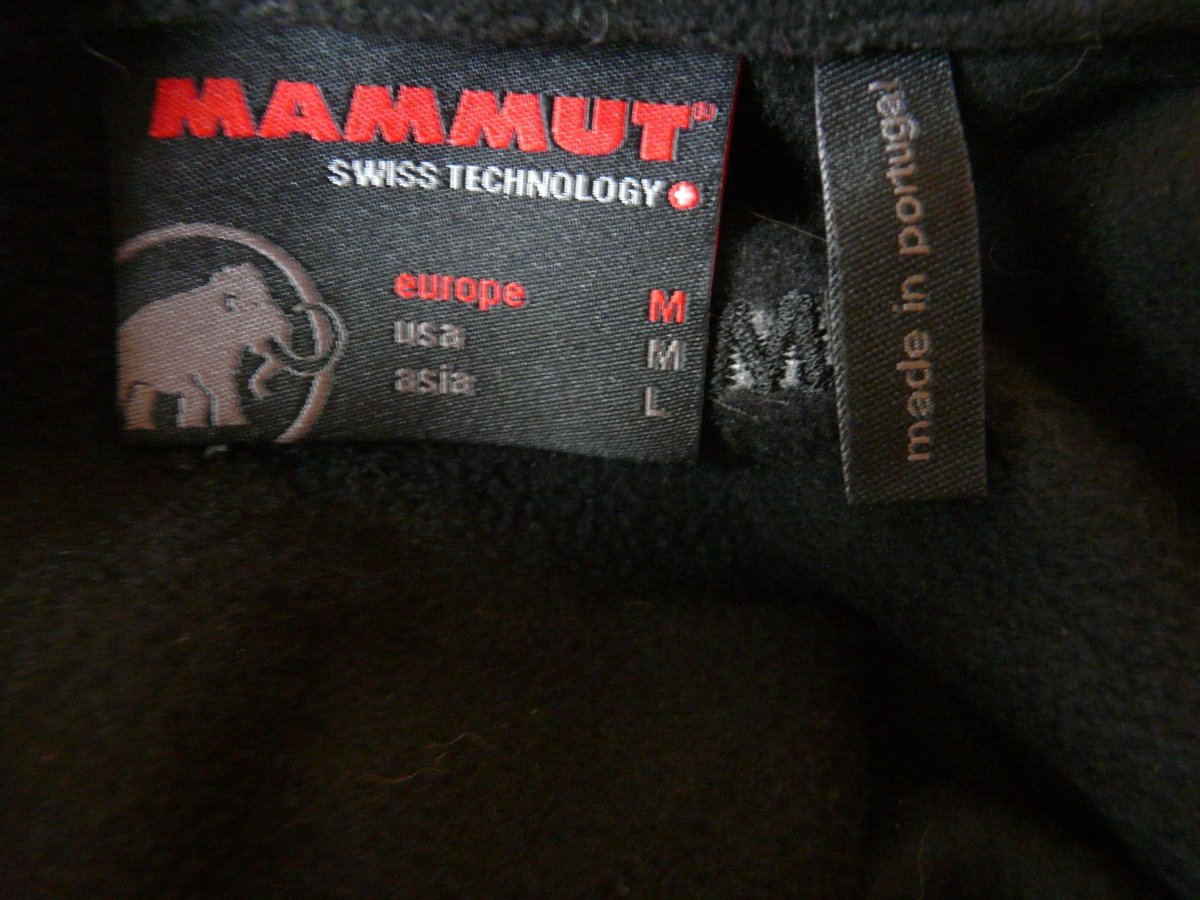 MAMMUT®
SWISS TECHNOLOGY
europe M
usa M
asia L
M
made in portugal